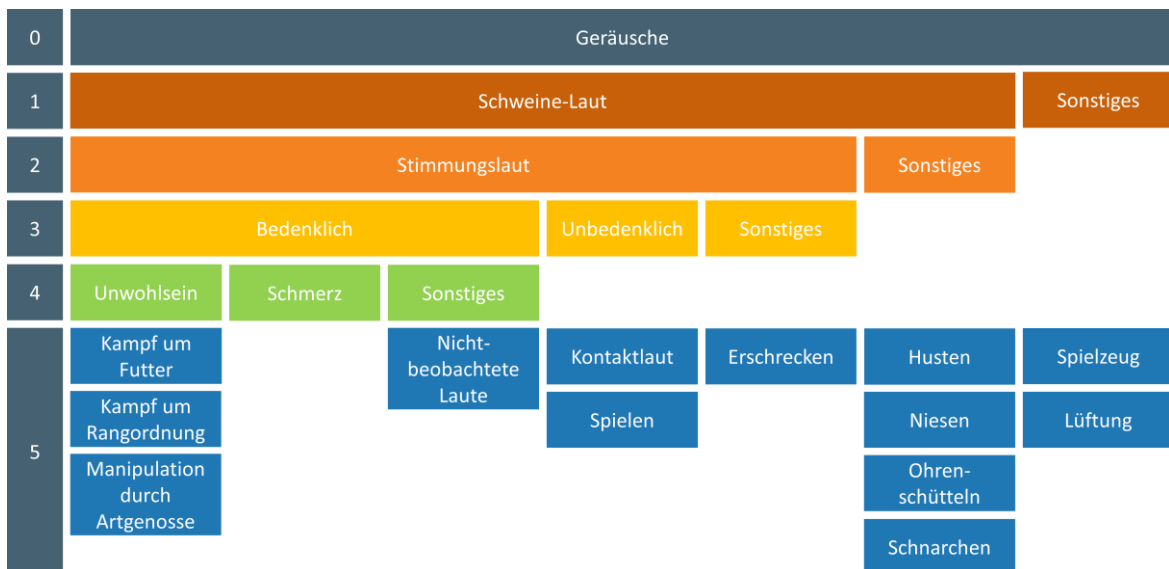 0
Geräusche
1
Schweine-Laut
Sonstiges
2
Stimmungslaut
Sonstiges
3
Bedenklich
Unbedenklich
Sonstiges
4
Unwohlsein
Schmerz
Sonstiges
5
Kampf um
Futter
Kampf um
Rangordnung
Manipulation
durch
Artgenosse
Nicht-
beobachtete
Laute
Kontaktlaut
Spielen
Erschrecken
Husten
Niesen
Ohren-
schütteln
Schnarchen
Spielzeug
Lüftung